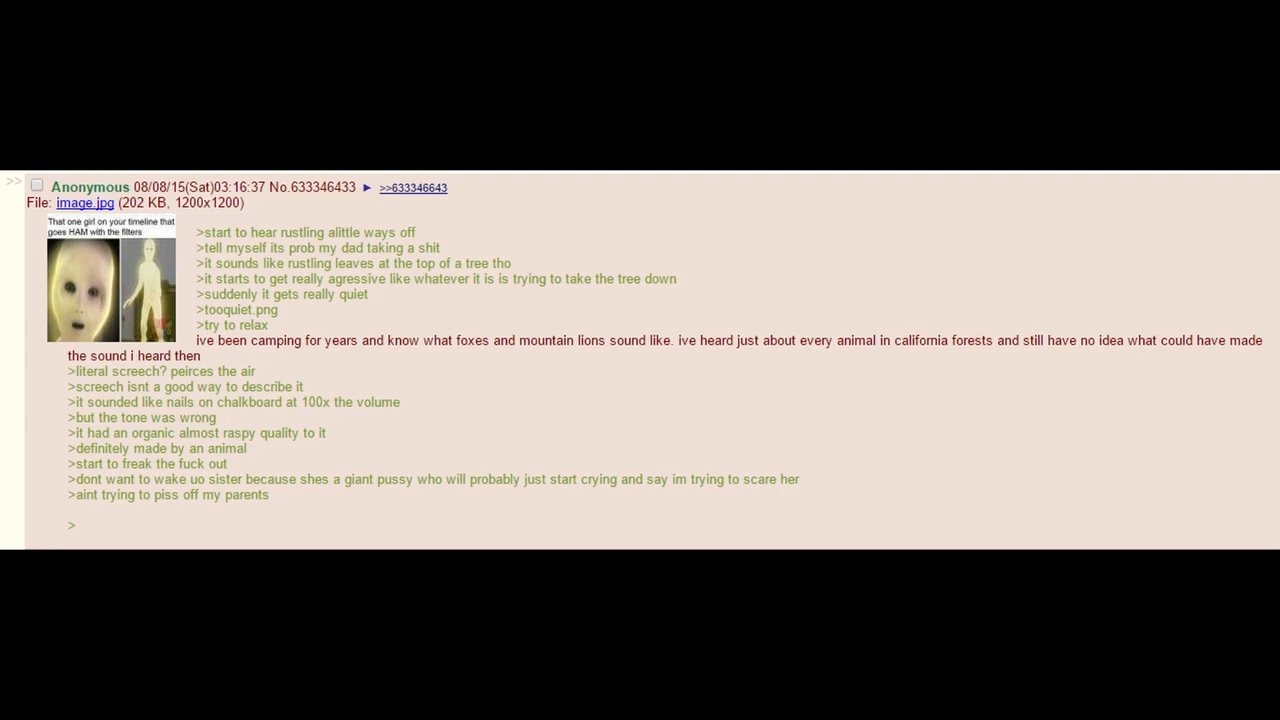 >> Anonymous 08/08/15(Sat)03:16:37 No.633346433 ► >>633346643
File: image.jpg (202 KB, 1200x1200)
That one girl on your timeline that
goes HAM with the filters
>start to hear rustling alittle ways off
>tell myself its prob my dad taking a shit
>it sounds like rustling leaves at the top of a tree tho
>it starts to get really agressive like whatever it is is trying to take the tree down
>suddenly it gets really quiet
>tooquiet.png
>try to relax
ive been camping for years and know what foxes and mountain lions sound like. ive heard just about every animal in california forests and still have no idea what could have made
the sound i heard then
>literal screech? peirces the air
>screech isnt a good way to describe it
>it sounded like nails on chalkboard at 100x the volume
>but the tone was wrong
>it had an organic almost raspy quality to it
>definitely made by an animal
>start to freak the fuck out
>dont want to wake uo sister because shes a giant pussy who will probably just start crying and say im trying to scare her
>aint trying to piss off my parents
>